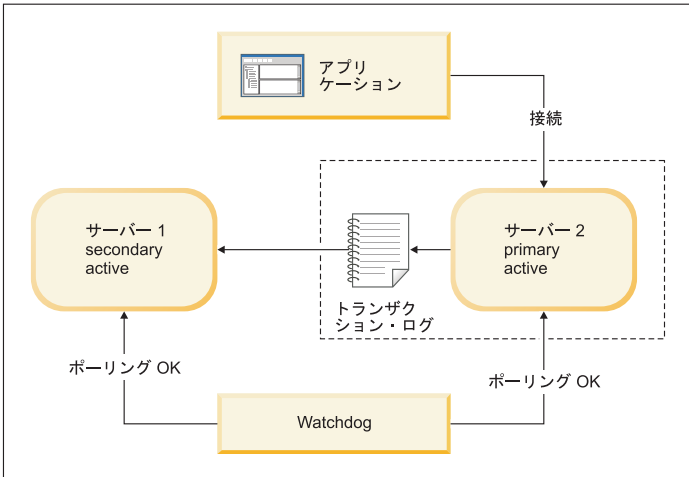 アプリ
ケーション
接続
サーバー 1
secondary
active
サーバー 2
primary
active
トランザク
ション・ログ
ポーリング OK
ポーリング OK
Watchdog